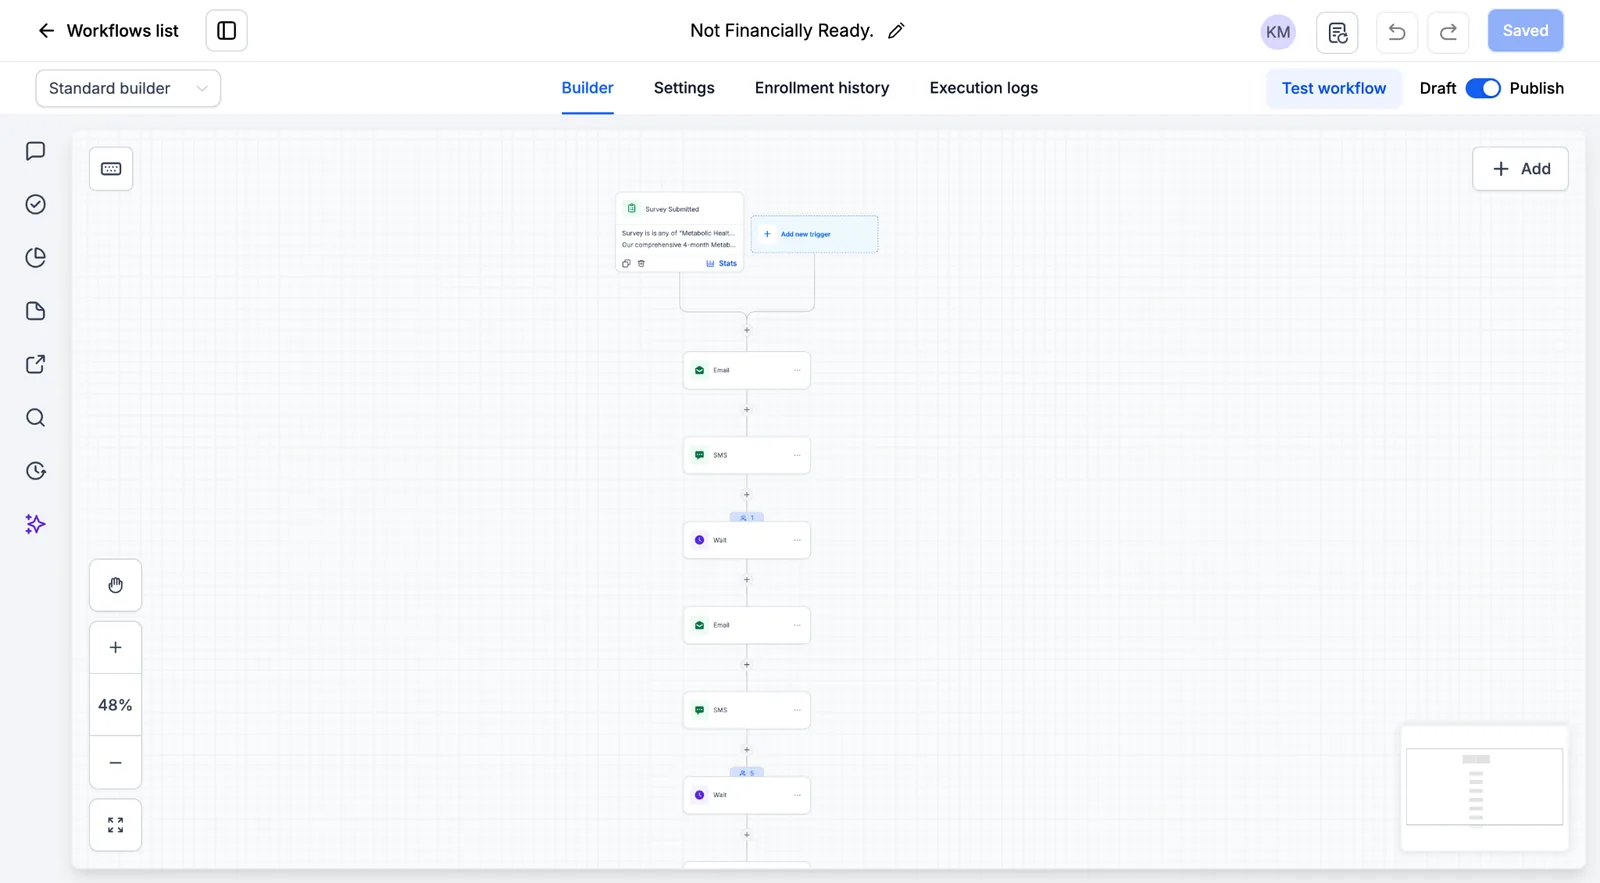 Workflows list
Not Financially Ready.
KM
Saved
Standard builder
Builder
Settings
Enrollment history
Execution logs
Test workflow
Draft
Publish
Add
Survey Submitted
Survey is is any of "Metabolic Healt...
Our comprehensive 4-month Metab...
Stats
Add new trigger
Email
SMS
1
Wait
Email
SMS
5
Wait
48%